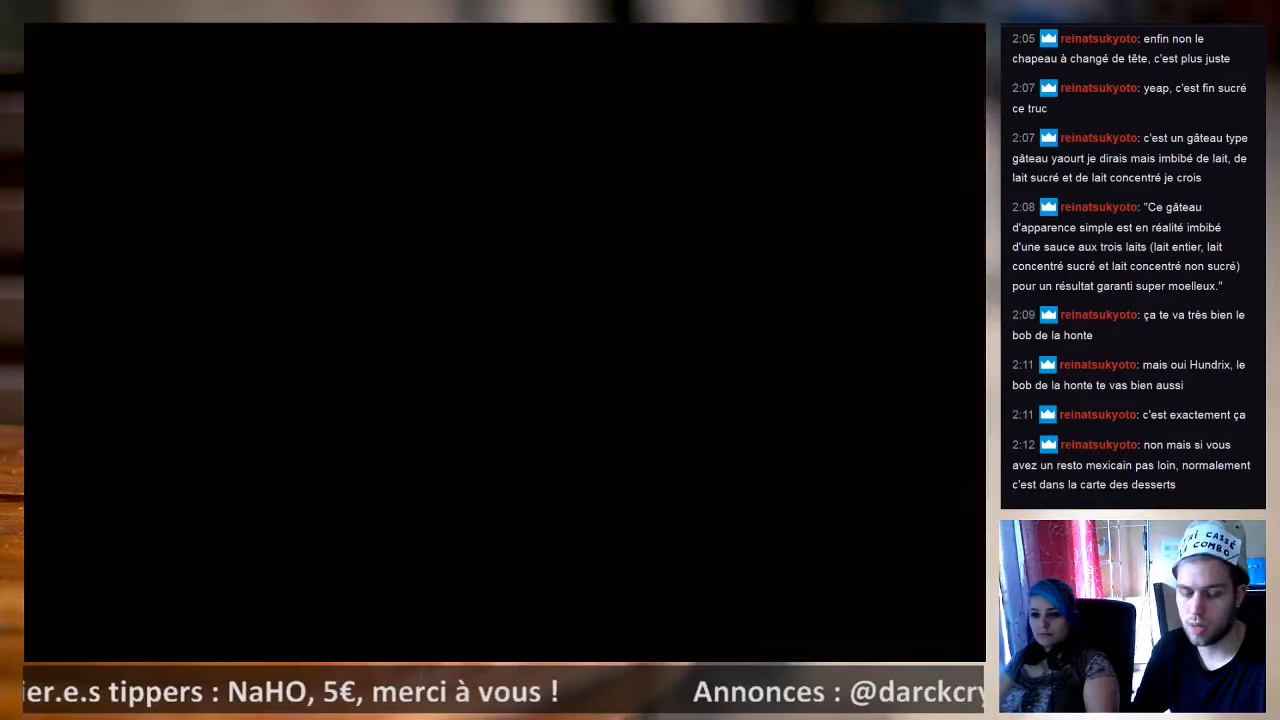 2:05 reinatsukyoto: enfin non le
chapeau à changé de tête, c'est plus juste
2:07 reinatsukyoto: yeap, c'est fin sucré
ce truc
2:07 reinatsukyoto: c'est un gâteau type
gâteau yaourt je dirais mais imbibé de lait, de
lait sucré et de lait concentré je crois
2:08 reinatsukyoto: "Ce gâteau
d'apparence simple est en réalité imbibé
d'une sauce aux trois laits (lait entier, lait
concentré sucré et lait concentré non sucré)
pour un résultat garanti super moelleux."
2:09 reinatsukyoto: ça te va très bien le
bob de la honte
2:11 reinatsukyoto: mais oui Hundrix, le
bob de la honte te vas bien aussi
2:11 reinatsukyoto: c'est exactement ça
2:12 reinatsukyoto: non mais si vous
avez un resto mexicain pas loin, normalement
c'est dans la carte des desserts
J'AI CASSÉ
COMBO
ier.e.s tippers : NaHO, 5€, merci à vous ! Annonces : @darckcry